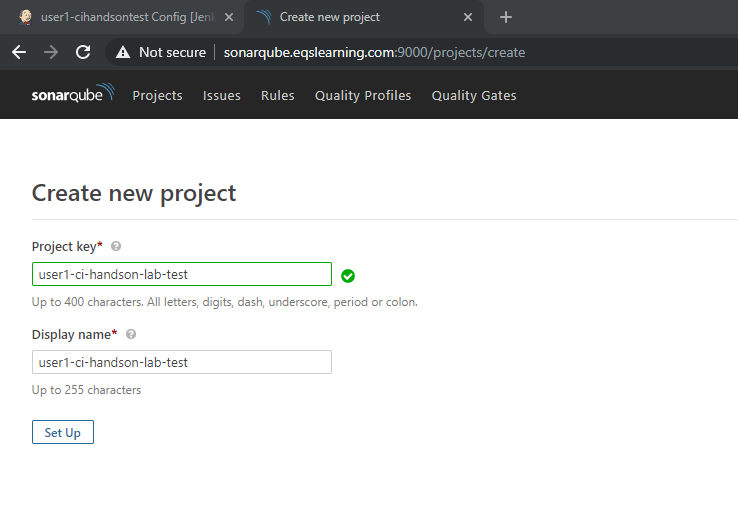 user1-cihandsontest Config [Jenk
Create new project
Not secure sonarqube.eqslearning.com:9000/projects/create
sonarqube Projects Issues Rules Quality Profiles Quality Gates
Create new project
Project key*
user1-ci-handson-lab-test
Up to 400 characters. All letters, digits, dash, underscore, period or colon.
Display name*
user1-ci-handson-lab-test
Up to 255 characters
Set Up